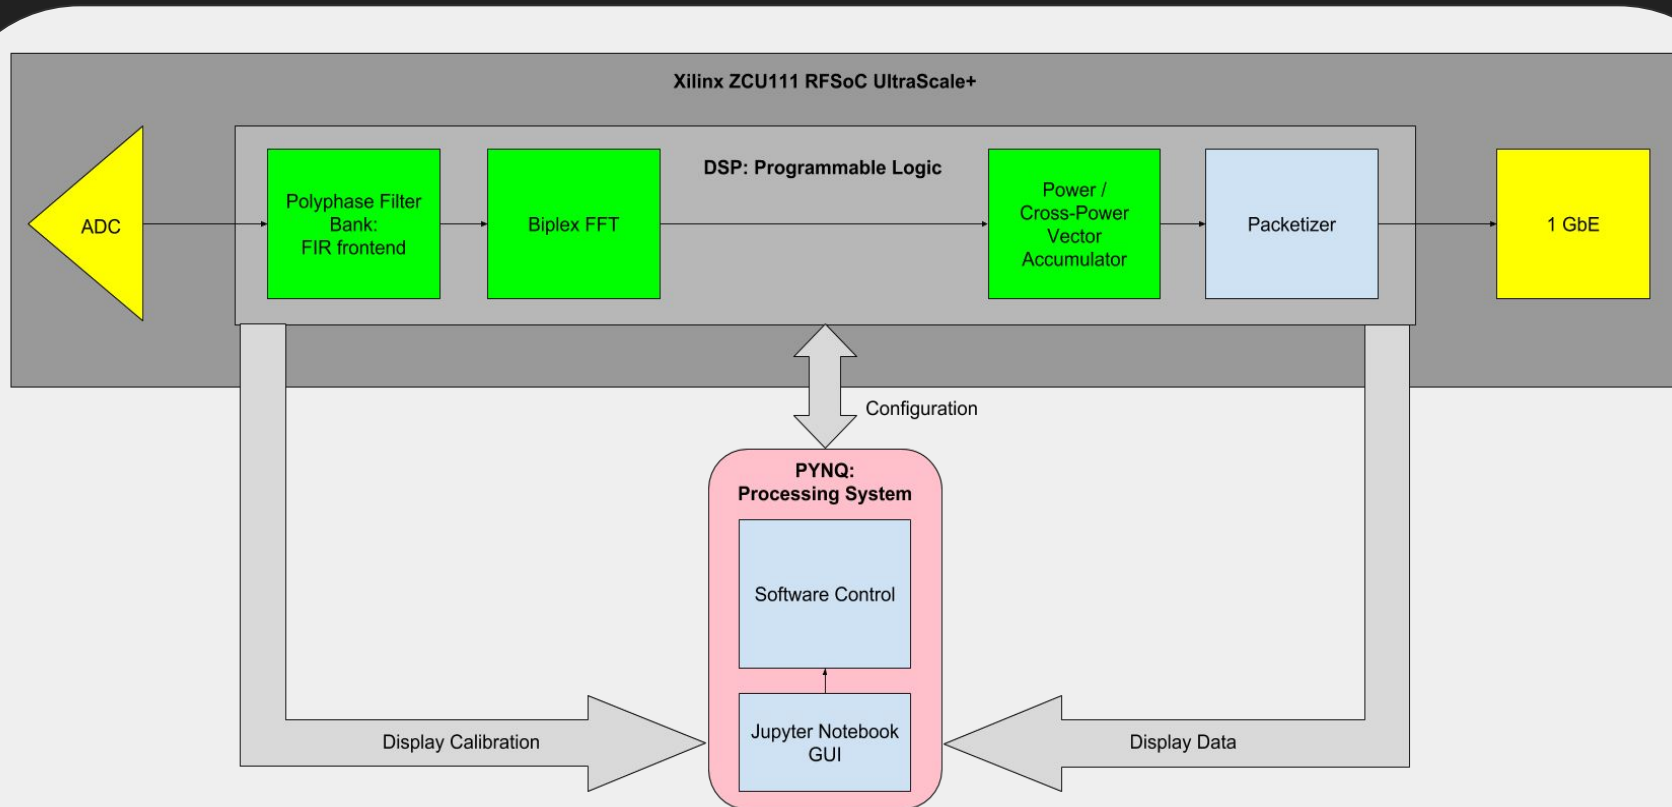 Xilinx ZCU111 RFSoC UltraScale+
DSP: Programmable Logic
ADC
Polyphase Filter
Bank:
FIR frontend
Biplex FFT
Power /
Cross-Power
Vector
Accumulator
Packetizer
1 GbE
Configuration
PYNQ:
Processing System
Software Control
Jupyter Notebook
GUI
Display Calibration
Display Data